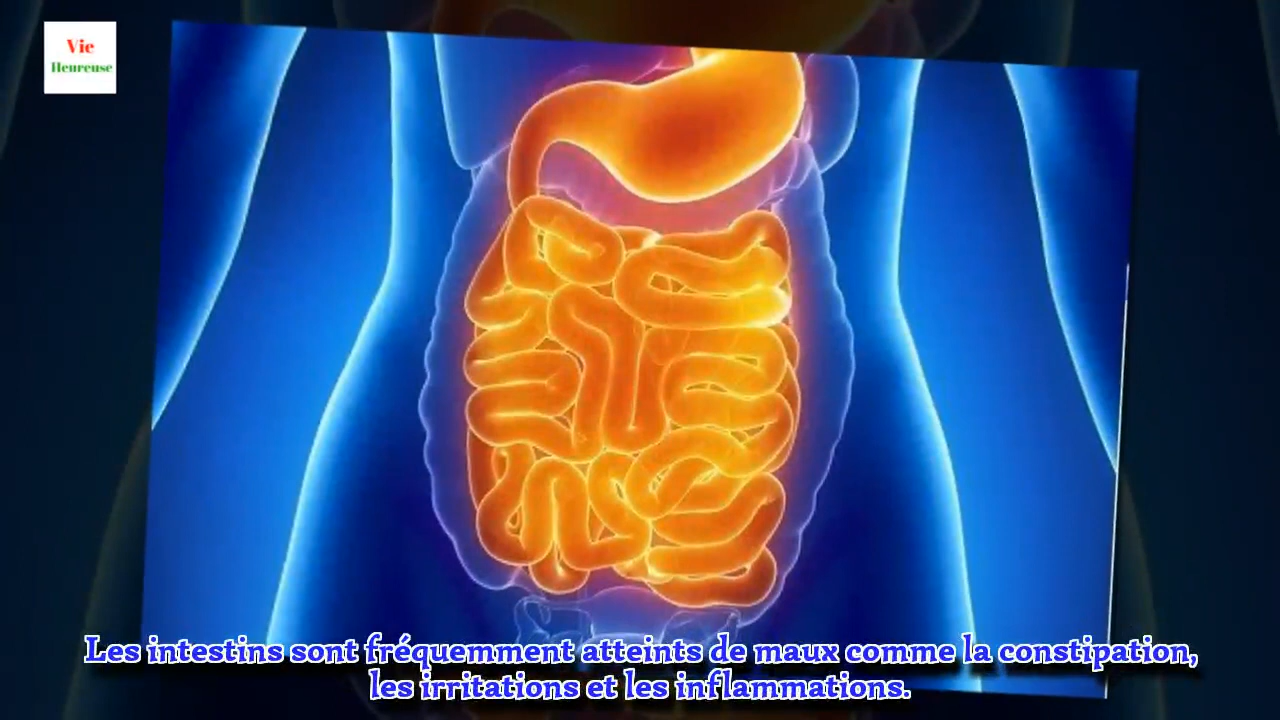 Vie
Heureuse
Les intestins sont fréquemment atteints de maux comme la constipation,
les irritations et les inflammations.